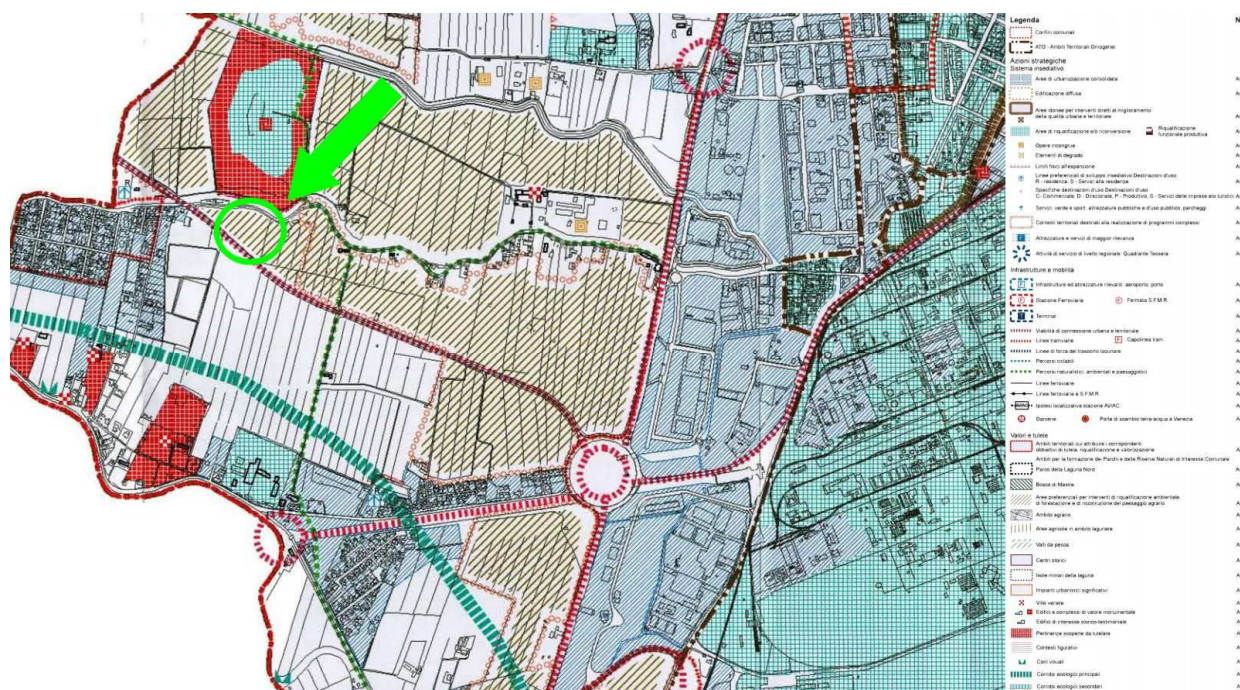 Legenda
N
Confini comunali
ATO - Ambiti Territoriali Omogenei
Azioni strategiche
Sistema insediativo
Aree di urbanizzazione consolidata
Edificazione diffusa
Aree idonee per interventi diretti al miglioramento
della qualità urbana e territoriale
Aree di riqualificazione e/o riconversione
Riqualificazione
funzionale produttiva
Opere incongrue
Elementi di degrado
Limiti fisici all'espansione
Linee preferenziali di sviluppo insediativo Destinazioni d'uso
R - residenza, S - Servizi alla residenza
Specifiche destinazioni d'uso Destinazioni d'uso
C- Commerciale, D - Direzionale, P - Produttivo, S - Servizi delle imprese e/o turistici
Servizi: verde e sport, attrezzature pubbliche e d'uso pubblico, parcheggi
Contesti territoriali destinati alla realizzazione di programmi complessi
Attrezzature e servizi di maggior rilevanza
Attività di servizio di livello regionale: Quadrante Tessera
Infrastrutture e mobilità
Infrastrutture ed attrezzature rilevanti: aeroporto, porto
Stazione Ferroviaria
Fermata S.F.M.R.
Terminal
Viabilità di connessione urbana e territoriale
Linee tramviarie
Capolinea tram
Linee di forza del trasporto lagunare
Percorsi ciclabili
Percorsi naturalistici, ambientali e paesaggistici
Linee ferroviarie
Linee ferroviarie e S.F.M.R.
Ipotesi localizzativa stazione AV/AC
Darsene
Porte di scambio terra-acqua e Venezia
Valori e tutele
Ambiti territoriali cui attribuire i corrispondenti
obbiettivi di tutela, riqualificazione e valorizzazione
Ambiti per la formazione dei Parchi e delle Riserve Naturali di Interesse Comunale
Parco della Laguna Nord
Bosco di Mestre
Aree preferenziali per interventi di riqualificazione ambientale,
di forestazione e di ricostruzione del paesaggio agrario
Ambito agrario
Aree agricole in ambito lagunare
Valli da pesca
Centri storici
Isole minori della laguna
Impianti urbanistici significativi
Ville venete
Edifici e complessi di valore monumentale
Edifici di interesse storico-testimoniale
Pertinenze scoperte da tutelare
Contesti figurativi
Coni visuali
Corridoi ecologici principali
Corridoi ecologici secondari